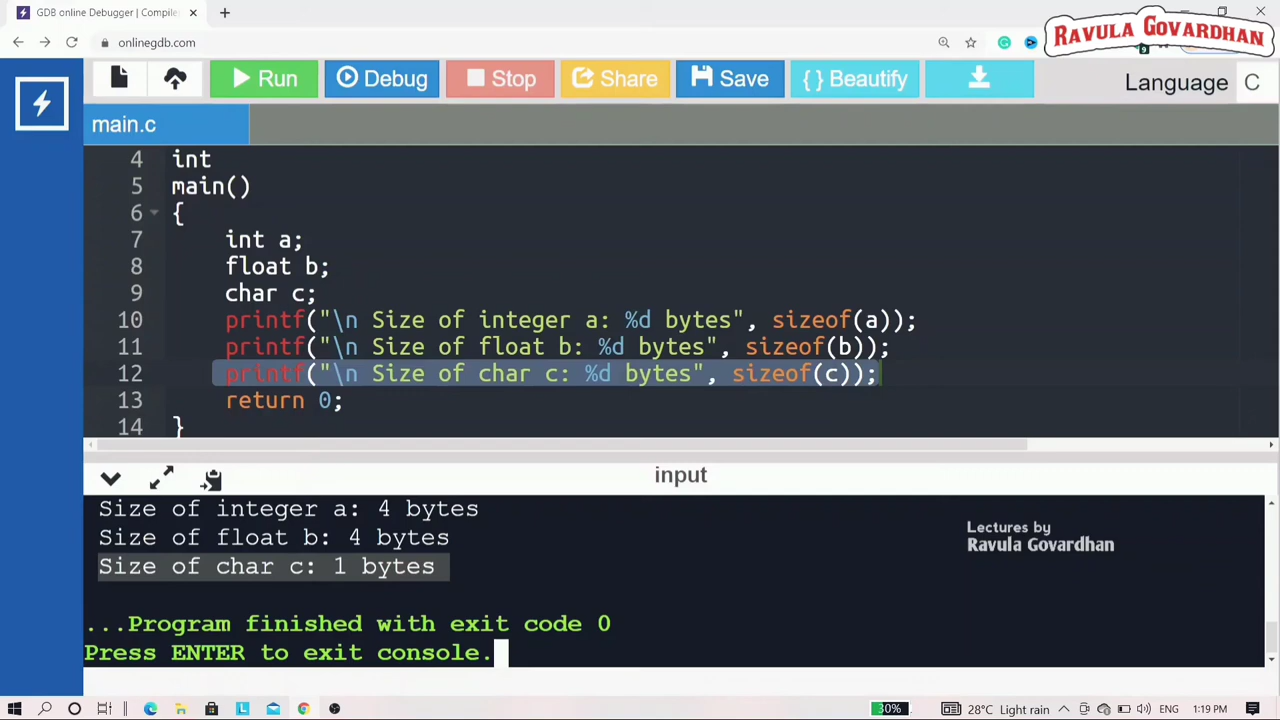 GDB online Debugger | Compiler
onlinegdb.com
RAVULA GOVARDHAN
9
Run
Debug
Stop
Share
Save
{ } Beautify
Language
C
main.c
4 int
5 main()
6 {
7 int a;
8 float b;
9 char c;
10 printf("\n Size of integer a: %d bytes", sizeof(a));
11 printf("\n Size of float b: %d bytes", sizeof(b));
12 printf("\n Size of char c: %d bytes", sizeof(c));
13 return 0;
14 }
input
Size of integer a: 4 bytes
Size of float b: 4 bytes
Size of char c: 1 bytes
Lectures by
Ravula Govardhan
...Program finished with exit code 0
Press ENTER to exit console.
30%
28°C Light rain
ENG
1:19 PM